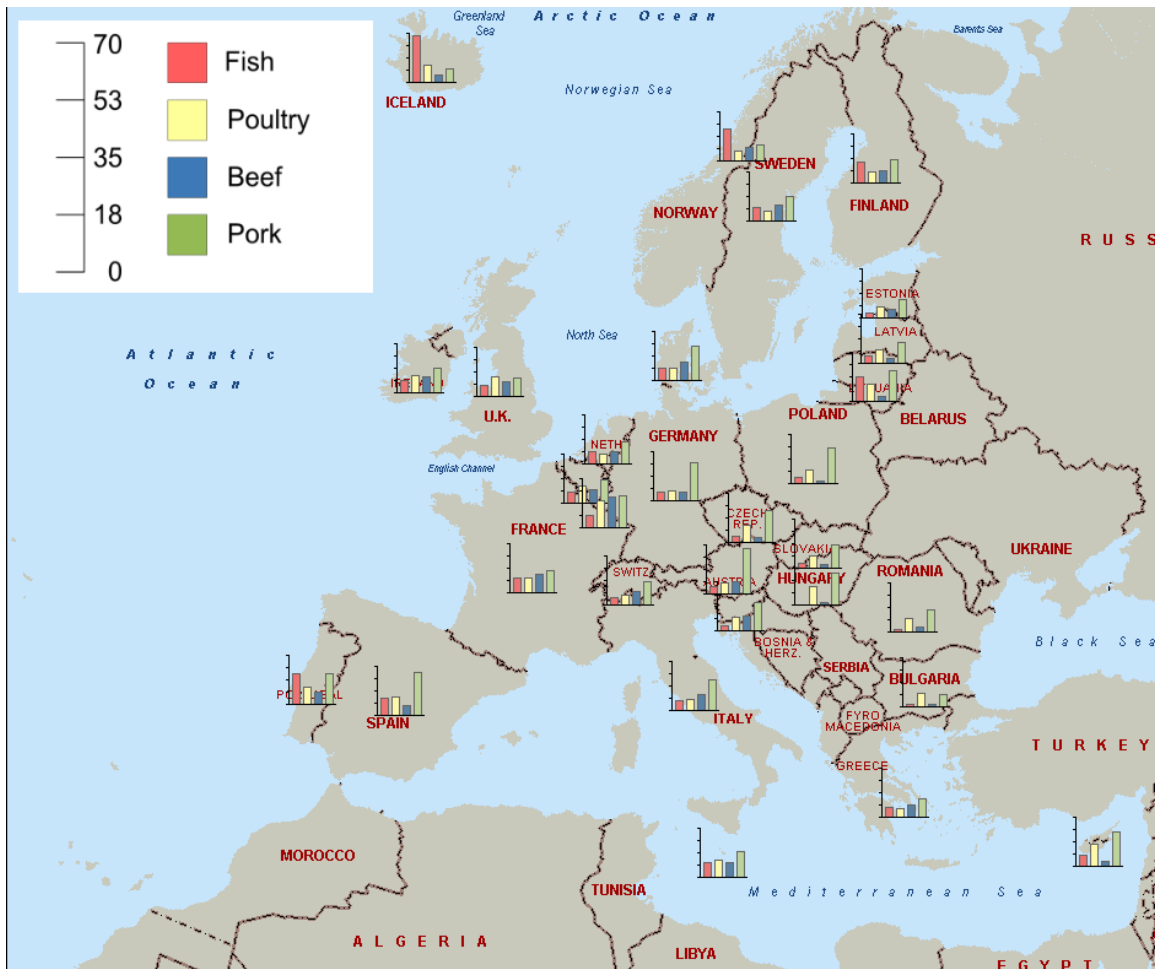 Greenland
Sea
Arctic Ocean
Barents Sea
70
53
35
18
0
Fish
Poultry
Beef
Pork
Norwegian Sea
ICELAND
SWEDEN
NORWAY
FINLAND
RUSS
ESTONIA
LATVIA
North Sea
Atlantic
Ocean
U.K.
POLAND
BELARUS
GERMANY
NETH
English Channel
FRANCE
CZECH
REP.
SLOVAKI
UKRAINE
SWITZ
AUSTRIA
HUNGARY
ROMANIA
BOSNIA &
HERZ.
SERBIA
BULGARIA
Black Sea
SPAIN
ITALY
FYRO
MACEDONIA
GREECE
TURKEY
MOROCCO
TUNISIA
Mediterranean Sea
ALGERIA
LIBYA
EGYPT